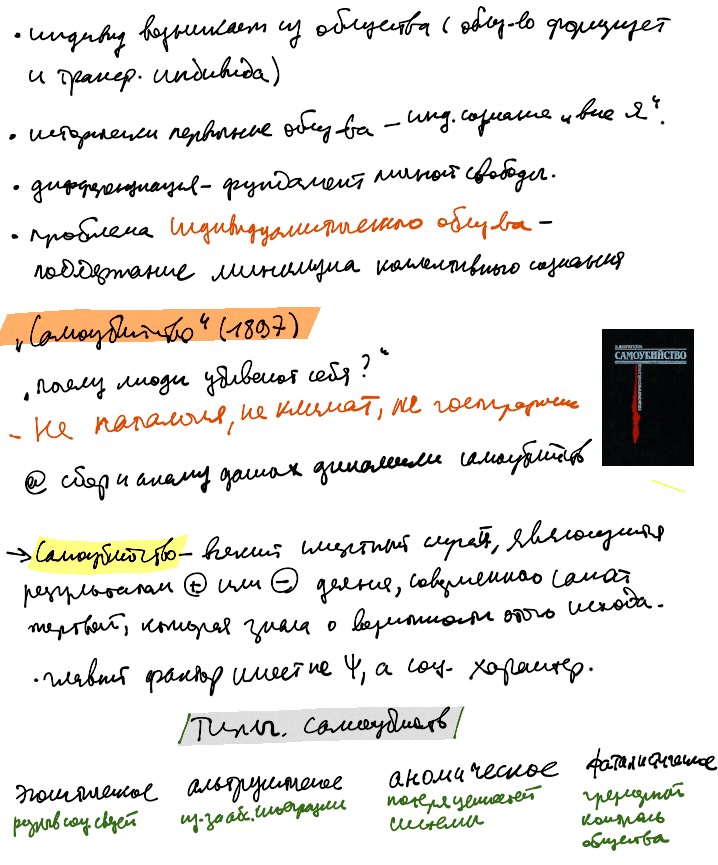 • индивид возникает из общества (общ-во формирует
и трансф. индивида)
• исторически первичные общ-ва – инд. сознание „вне Я“.
• дифференциация – фундамент личной свободы.
• проблема индивидуалистического общ-ва –
поддержание минимума коллективного сознания
„Самоубийство“ (1897)
„почему люди убивают себя?“
– не патология, не климат, не
@ сбор и анализ данных динамики самоубийств
Э. ДЮРКГЕЙМ
САМОУБИЙСТВО
→ Самоубийство – всякий смертный случай, являющийся
результатом ⊕ или ⊖ деяния, совершенного самой
жертвой, которая знала о вероятности этого исхода.
• главный фактор имеет не Ψ, а соц. характер.
Типы. самоубийств
эгоистическое альтруистическое аномическое фаталистическое
разрыв соц. связей из-за абс. интеграции потеря ценностей чрезмерный
системы контроль
общества